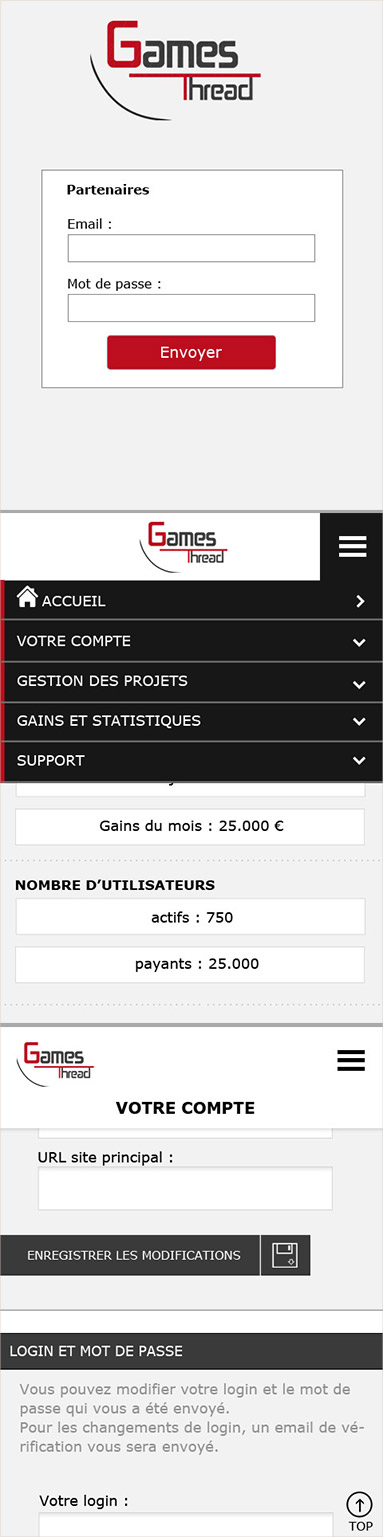 Games
Thread
Partenaires
Email :
Mot de passe :
Envoyer
Games
Thread
ACCUEIL
VOTRE COMPTE
GESTION DES PROJETS
GAINS ET STATISTIQUES
SUPPORT
Gains du mois : 25.000 €
NOMBRE D’UTILISATEURS
actifs : 750
payants : 25.000
Games
Thread
VOTRE COMPTE
URL site principal :
ENREGISTRER LES MODIFICATIONS
LOGIN ET MOT DE PASSE
Vous pouvez modifier votre login et le mot de
passe qui vous a été envoyé.
Pour les changements de login, un email de vé-
rification vous sera envoyé.
Votre login :
TOP